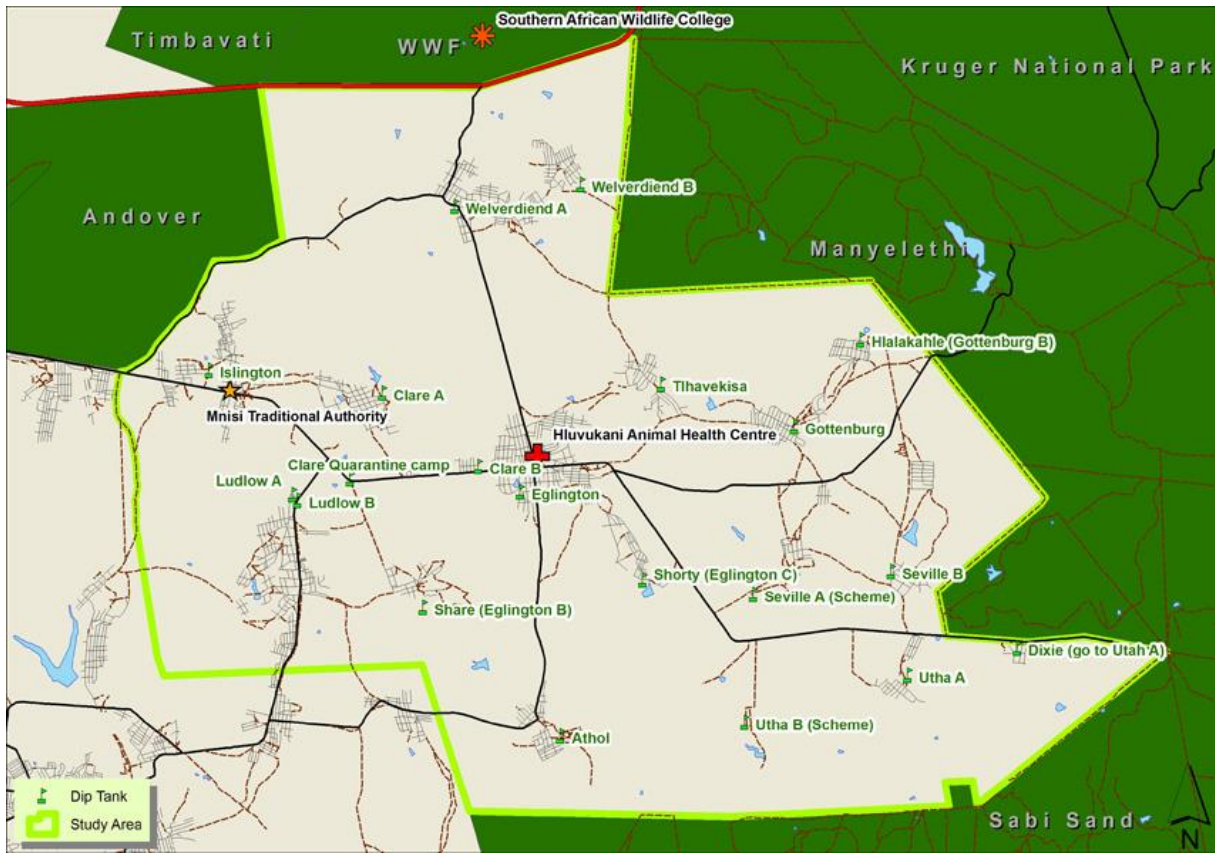 Southern African Wildlife College
Timbavati
WWF
Kruger National Park
Welverdiend B
Andover
Welverdiend A
Manyelethi
Hlalakahle (Gottenburg B)
Islington
Tlhavekisa
Clare A
Mnisi Traditional Authority
Gottenburg
Hluvukani Animal Health Centre
Clare Quarantine camp
Clare B
Ludlow A
Eglington
Ludlow B
Shorty (Eglington C)
Seville B
Seville A (Scheme)
Share (Eglington B)
Dixie (go to Utah A)
Utha A
Utha B (Scheme)
Athol
Dip Tank
Study Area
Sabi Sand
N